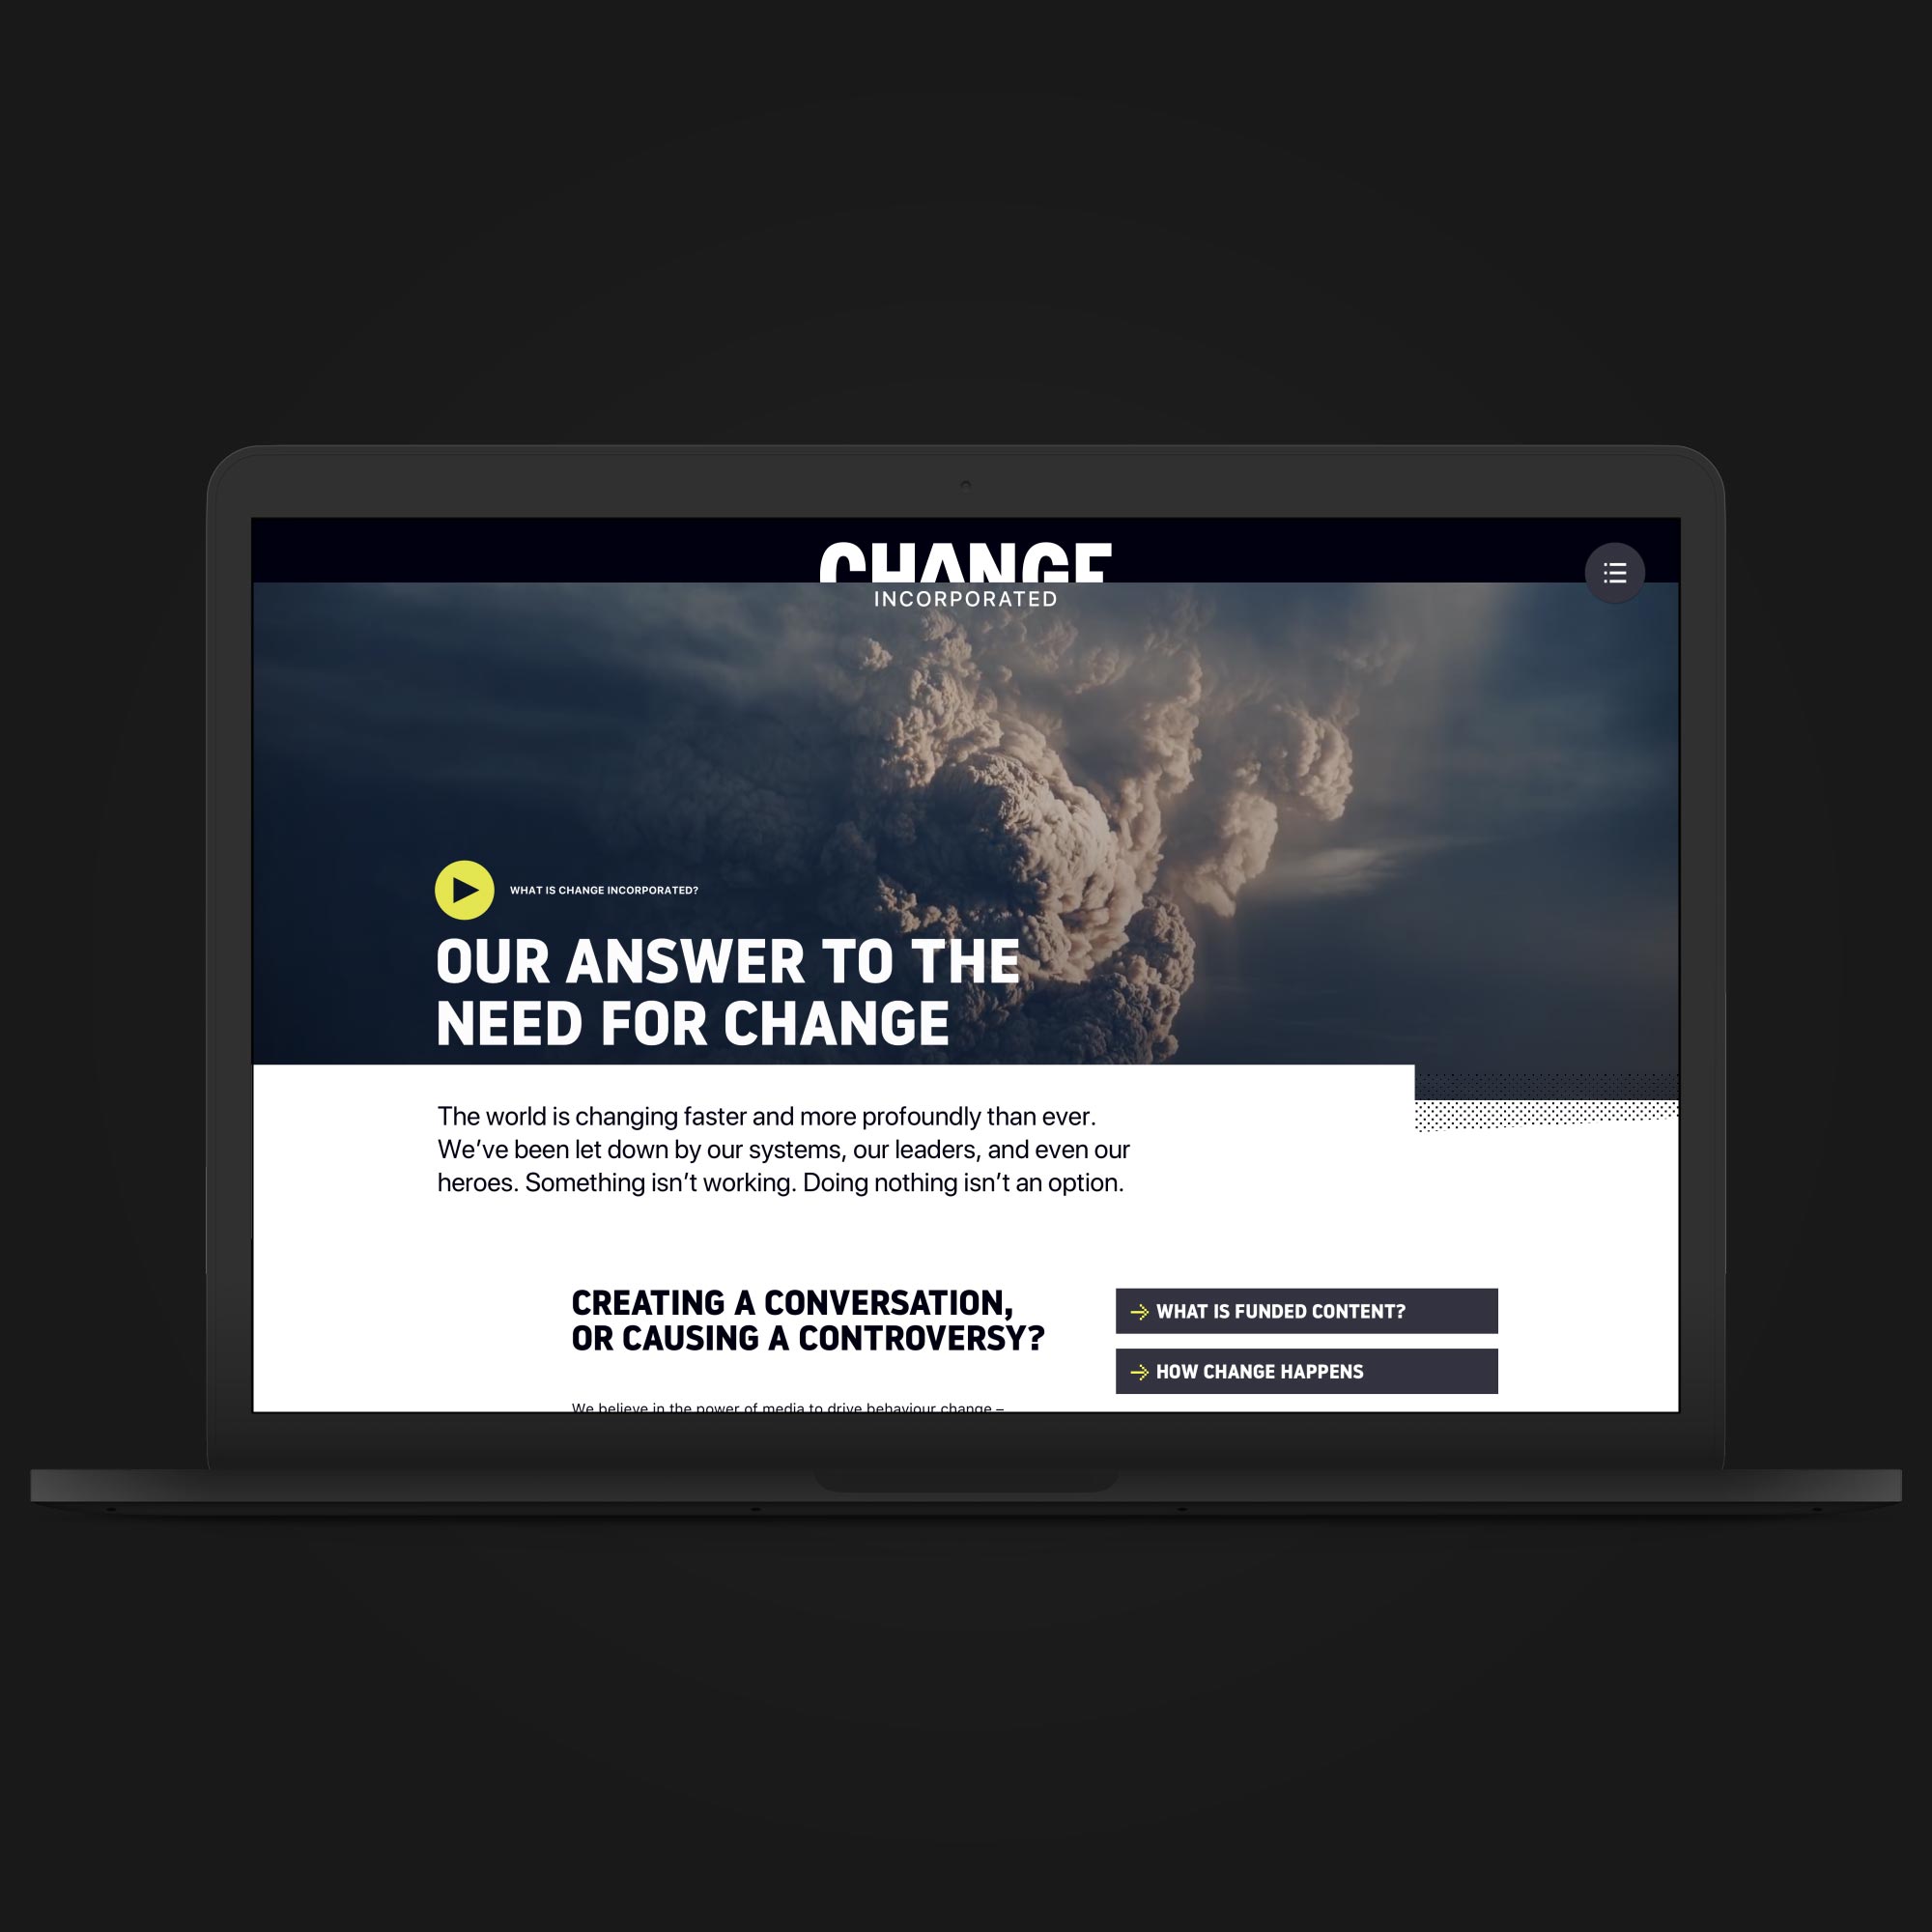 CHANGE
INCORPORATED
WHAT IS CHANGE INCORPORATED?
OUR ANSWER TO THE
NEED FOR CHANGE
The world is changing faster and more profoundly than ever.
We’ve been let down by our systems, our leaders, and even our
heroes. Something isn’t working. Doing nothing isn’t an option.
CREATING A CONVERSATION,
OR CAUSING A CONTROVERSY?
We believe in the power of media to drive behaviour change –
WHAT IS FUNDED CONTENT?
HOW CHANGE HAPPENS